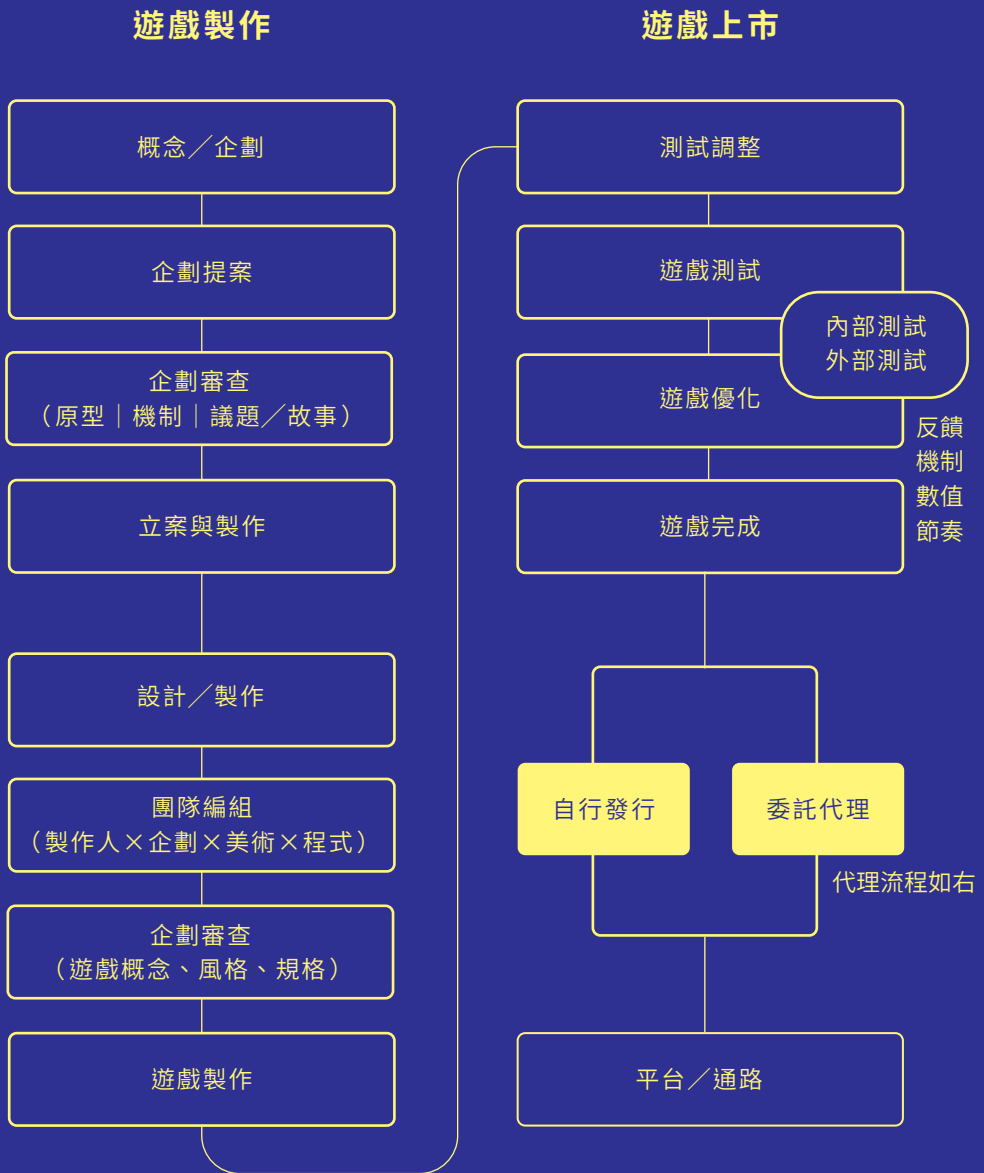 遊戲製作
概念／企劃
企劃提案
企劃審查
（原型｜機制｜議題／故事）
立案與製作
設計／製作
團隊編組
（製作人×企劃×美術×程式）
企劃審查
（遊戲概念、風格、規格）
遊戲製作
遊戲上市
測試調整
遊戲測試
內部測試
外部測試
遊戲優化
反饋
機制
數值
節奏
遊戲完成
自行發行
委託代理
代理流程如右
平台／通路